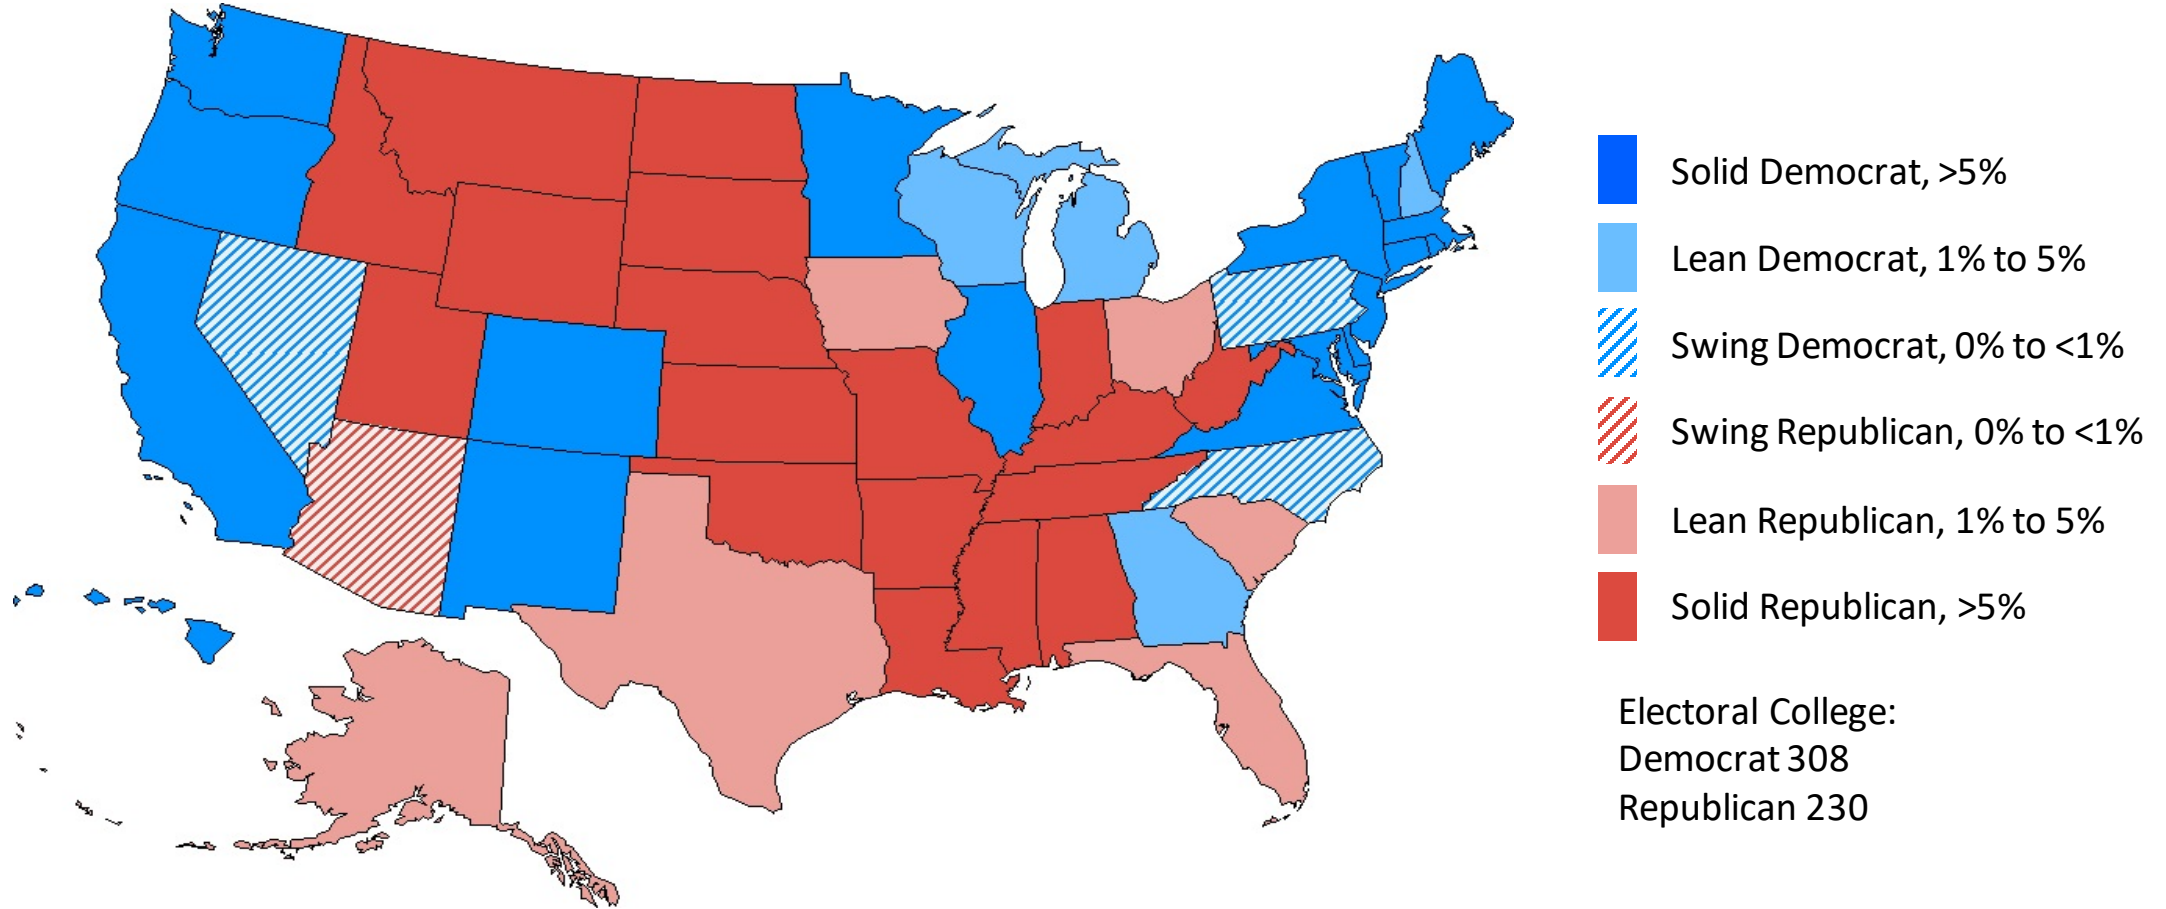 Solid Democrat, >5%
Lean Democrat, 1% to 5%
Swing Democrat, 0% to <1%
Swing Republican, 0% to <1%
Lean Republican, 1% to 5%
Solid Republican, >5%
Electoral College:
Democrat 308
Republican 230